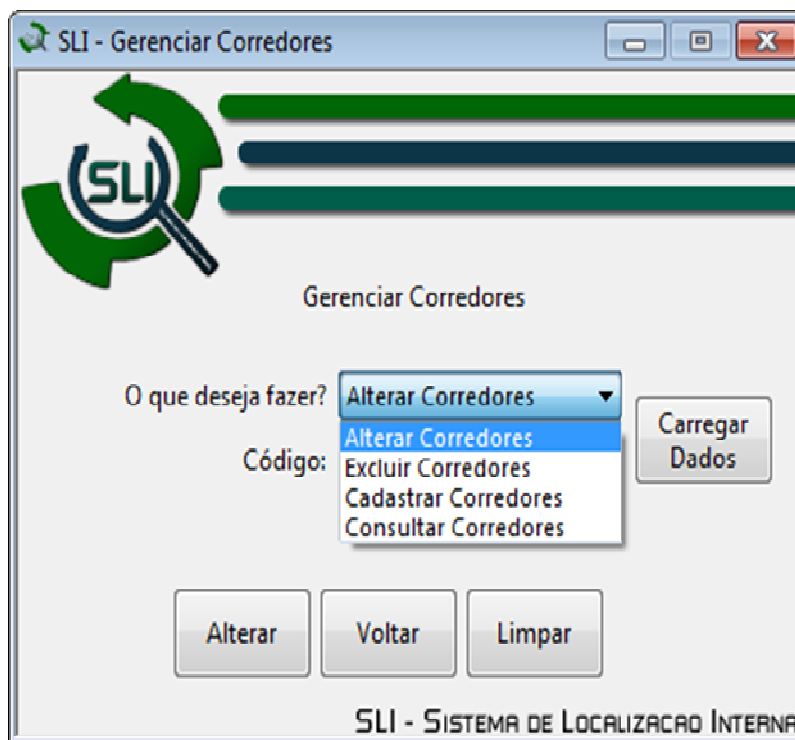 SLI - Gerenciar Corredores
SLI
Gerenciar Corredores
O que deseja fazer? Alterar Corredores
Carregar
Dados
Código:
Alterar Corredores
Excluir Corredores
Cadastrar Corredores
Consultar Corredores
Alterar Voltar Limpar
SLI - Sistema de Localizacao Interna